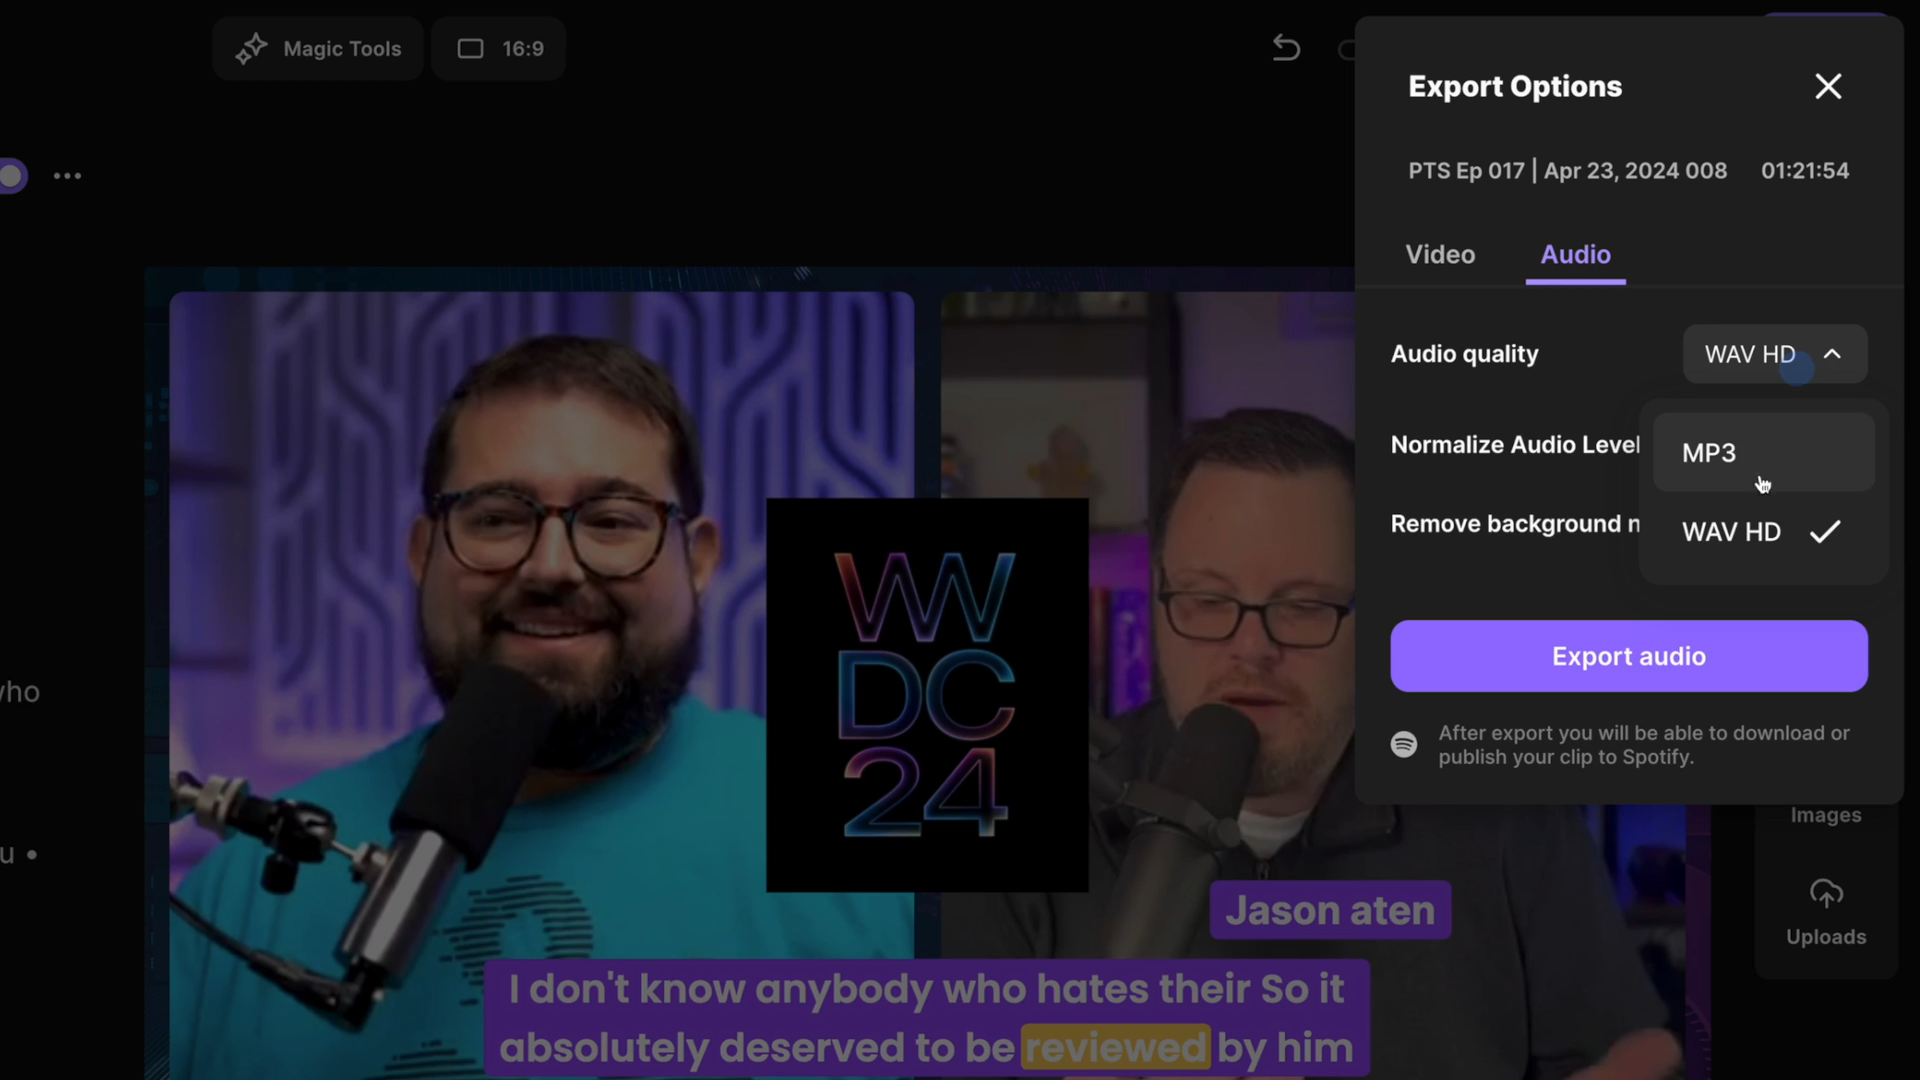 Magic Tools
16:9
Export Options
PTS Ep 017 | Apr 23, 2024 008 01:21:54
Video Audio
Audio quality WAV HD
Normalize Audio Level
MP3
Remove background
WAV HD
Export audio
After export you will be able to download or
publish your clip to Spotify.
Images
Uploads
WW
DC
24
Jason aten
I don't know anybody who hates their So it
absolutely deserved to be reviewed by him